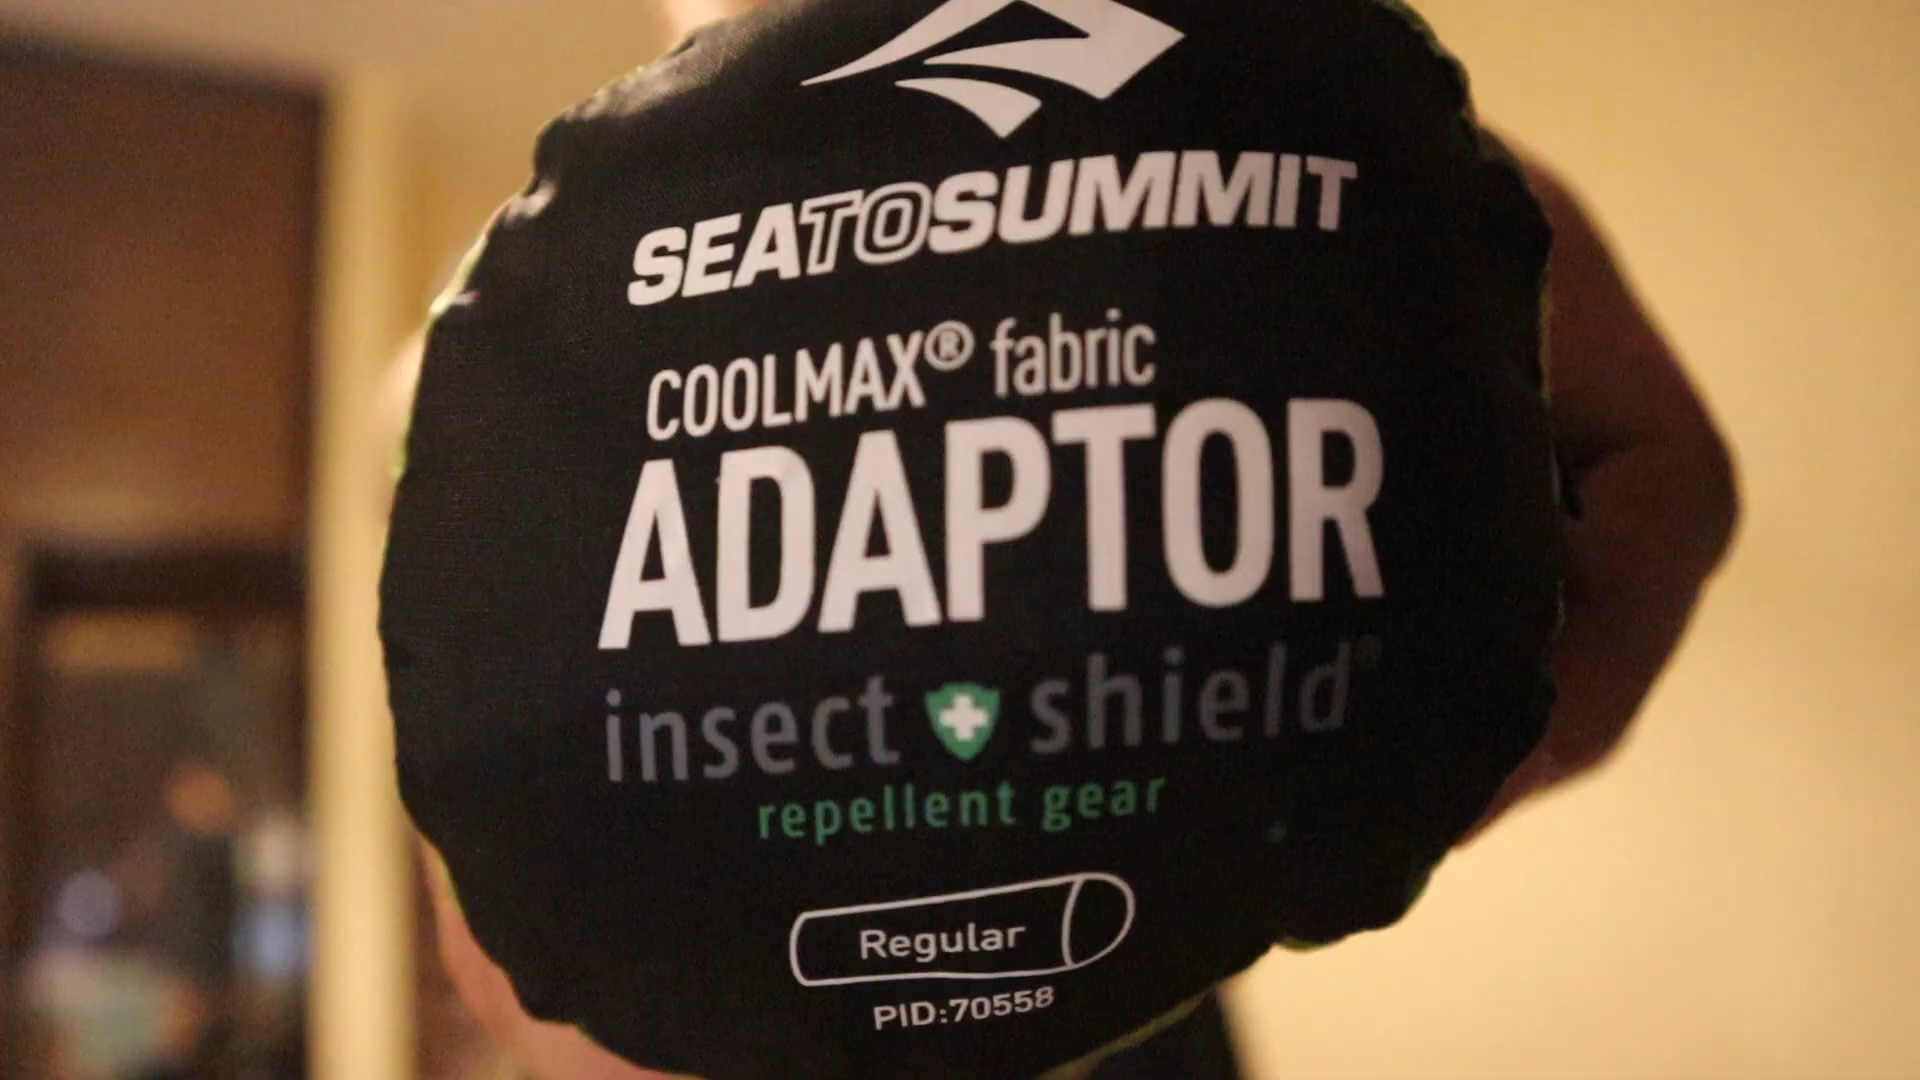 SEATOSUMMIT
COOLMAX® fabric
ADAPTOR
insect shield®
repellent gear
Regular
PID:70558